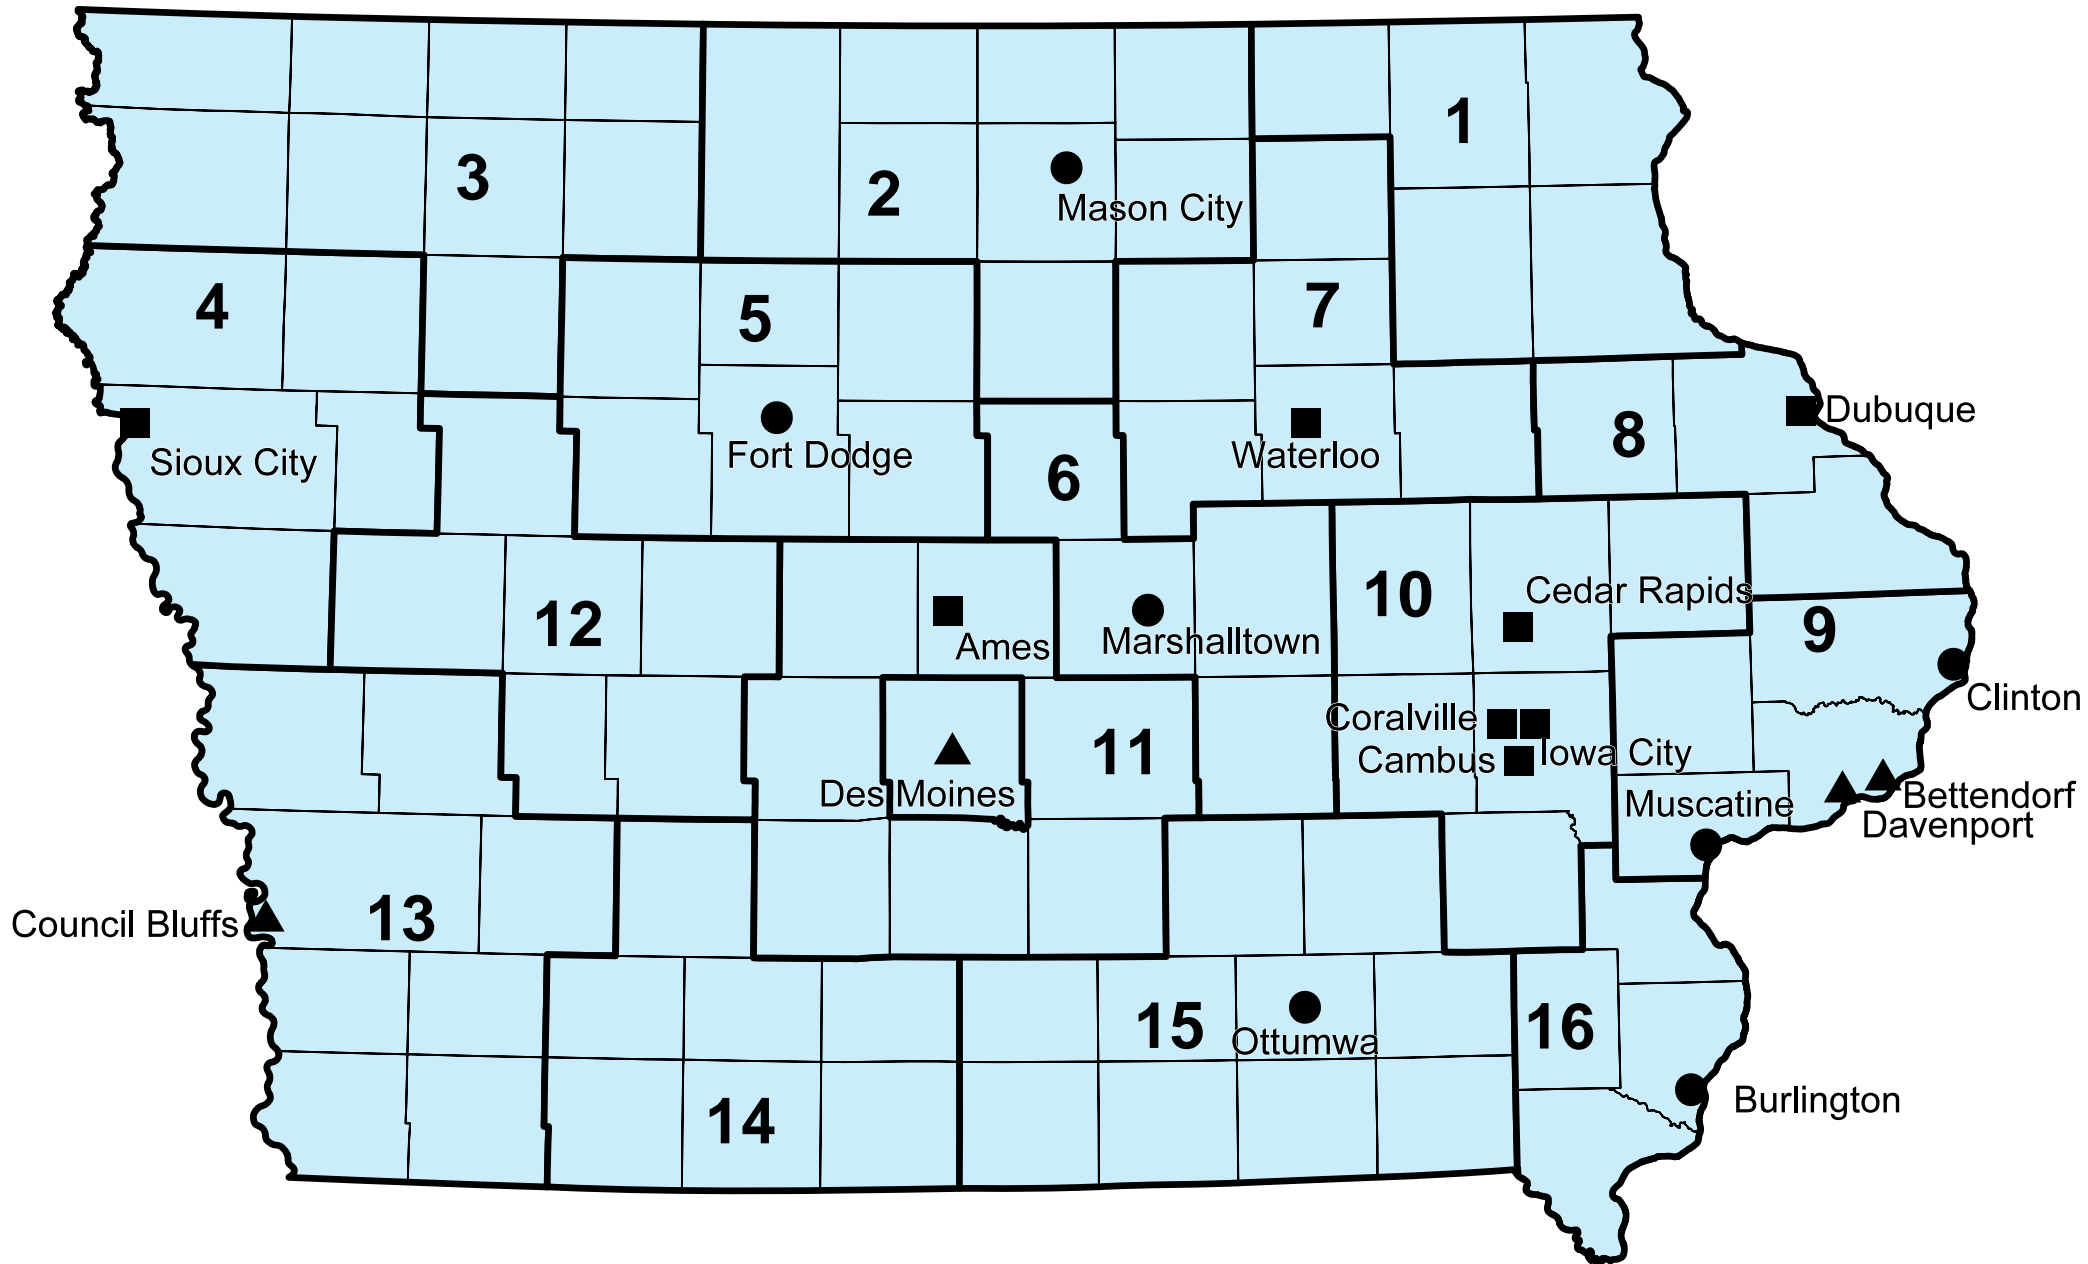 1
3
2
Mason City
4
5
7
Dubuque
Sioux City
Fort Dodge
Waterloo
8
6
12
Ames
Marshalltown
10
Cedar Rapids
9
Clinton
Coralville
Iowa City
Cambus
11
Des Moines
Muscatine
Bettendorf
Davenport
Council Bluffs
13
15
Ottumwa
16
14
Burlington